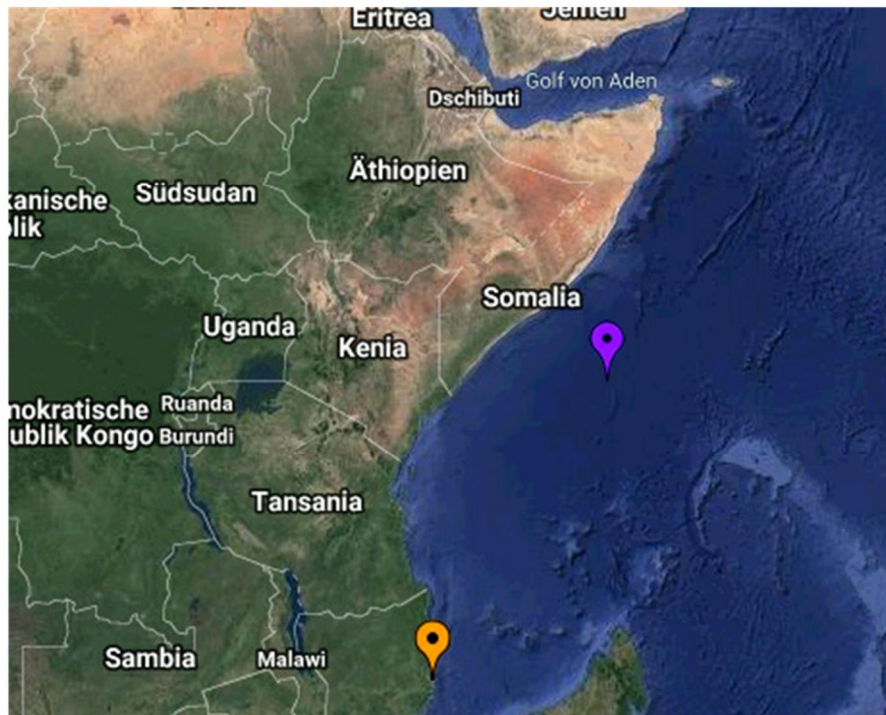 Eritrea
Jemen
Golf von Aden
Dschibuti
Äthiopien
Südsudan
kanische
blik
Somalia
Uganda
Kenia
mokratische
Ruanda
ublik Kongo
Burundi
Tansania
Sambia
Malawi